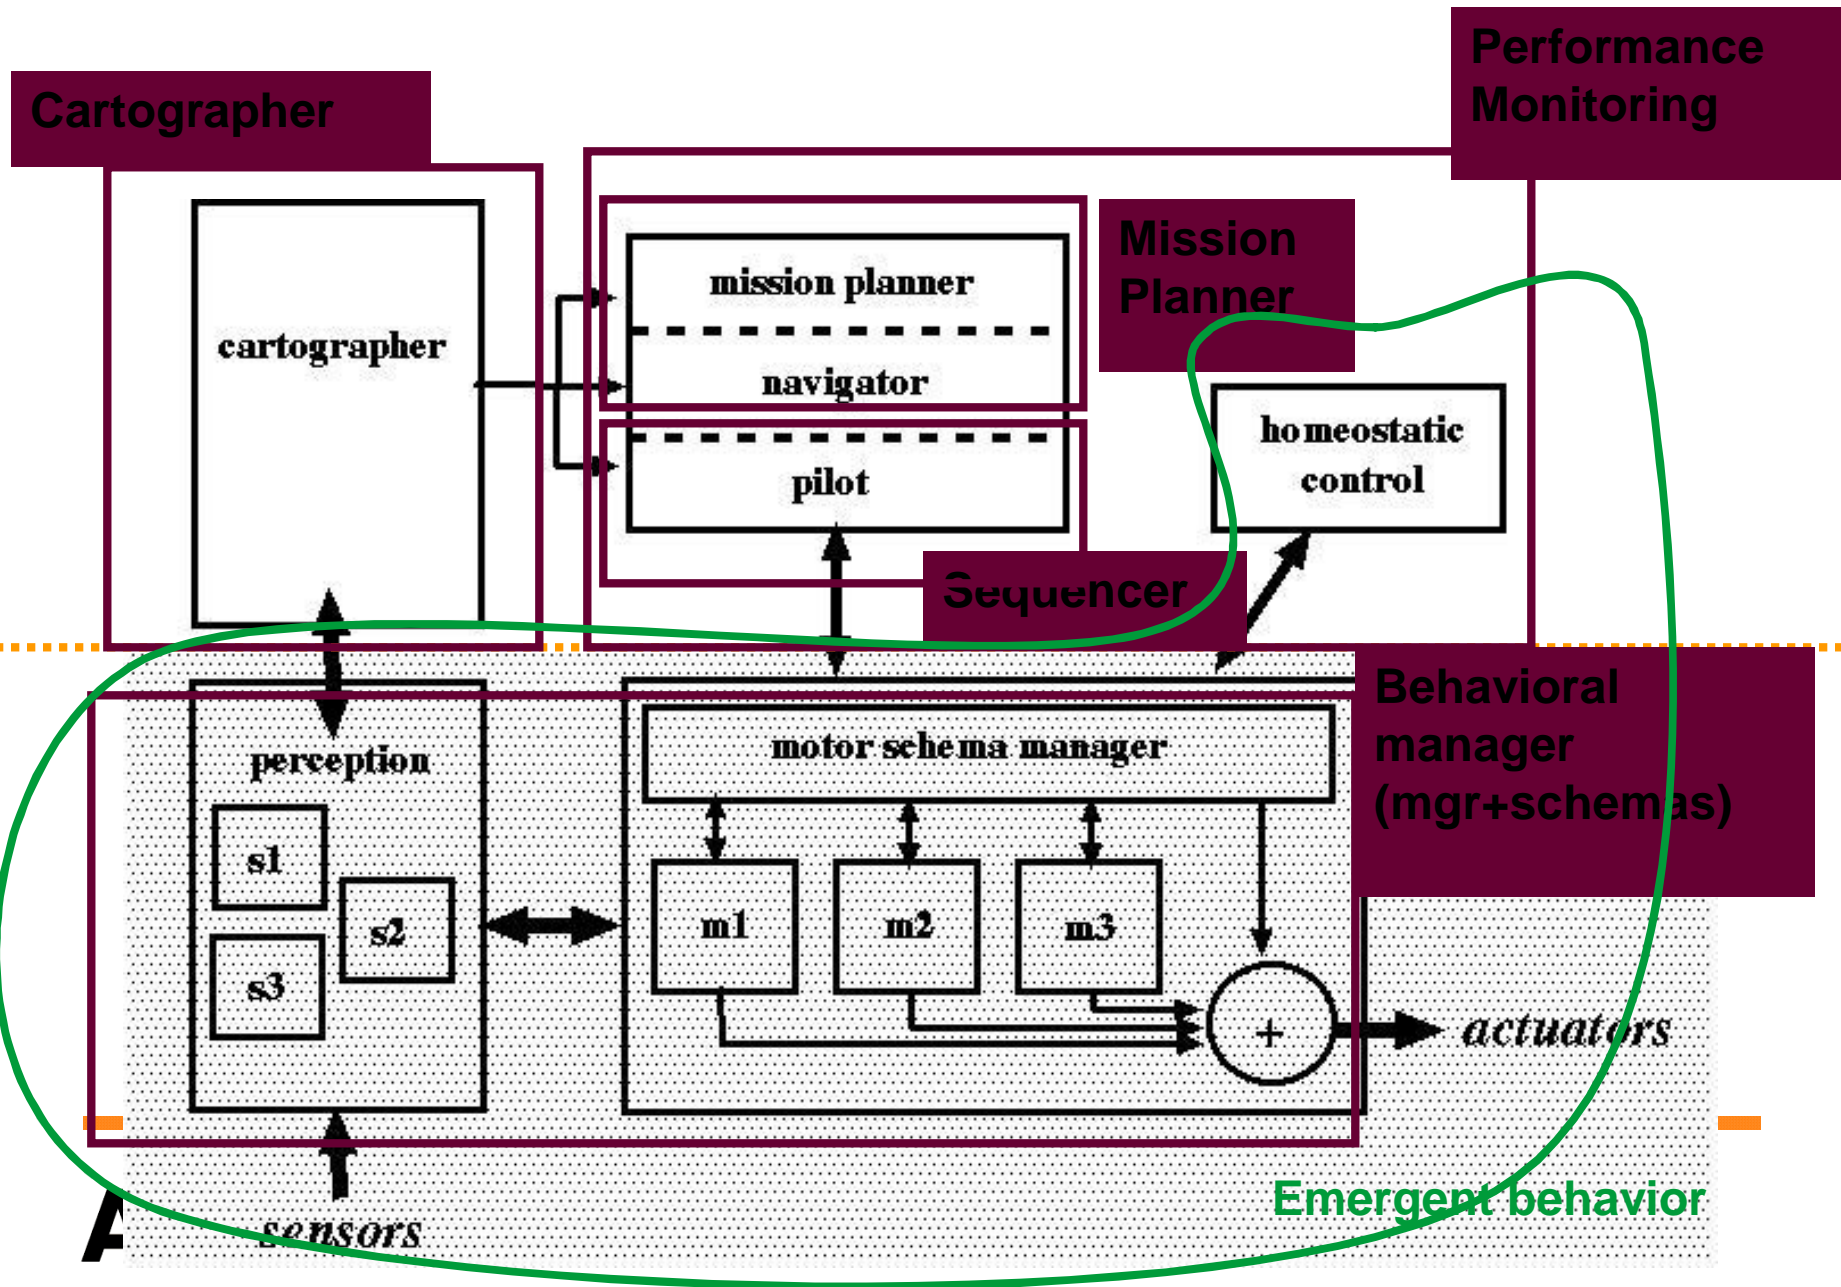 Performance
Monitoring
Cartographer
Mission
Planner
mission planner
cartographer
navigator
homeostatic
control
pilot
Sequencer
Behavioral
manager
(mgr+schemas)
motor schema manager
perception
s1
s2
s3
m1
m2
m3
+
actuators
Emergent behavior
A
sensors